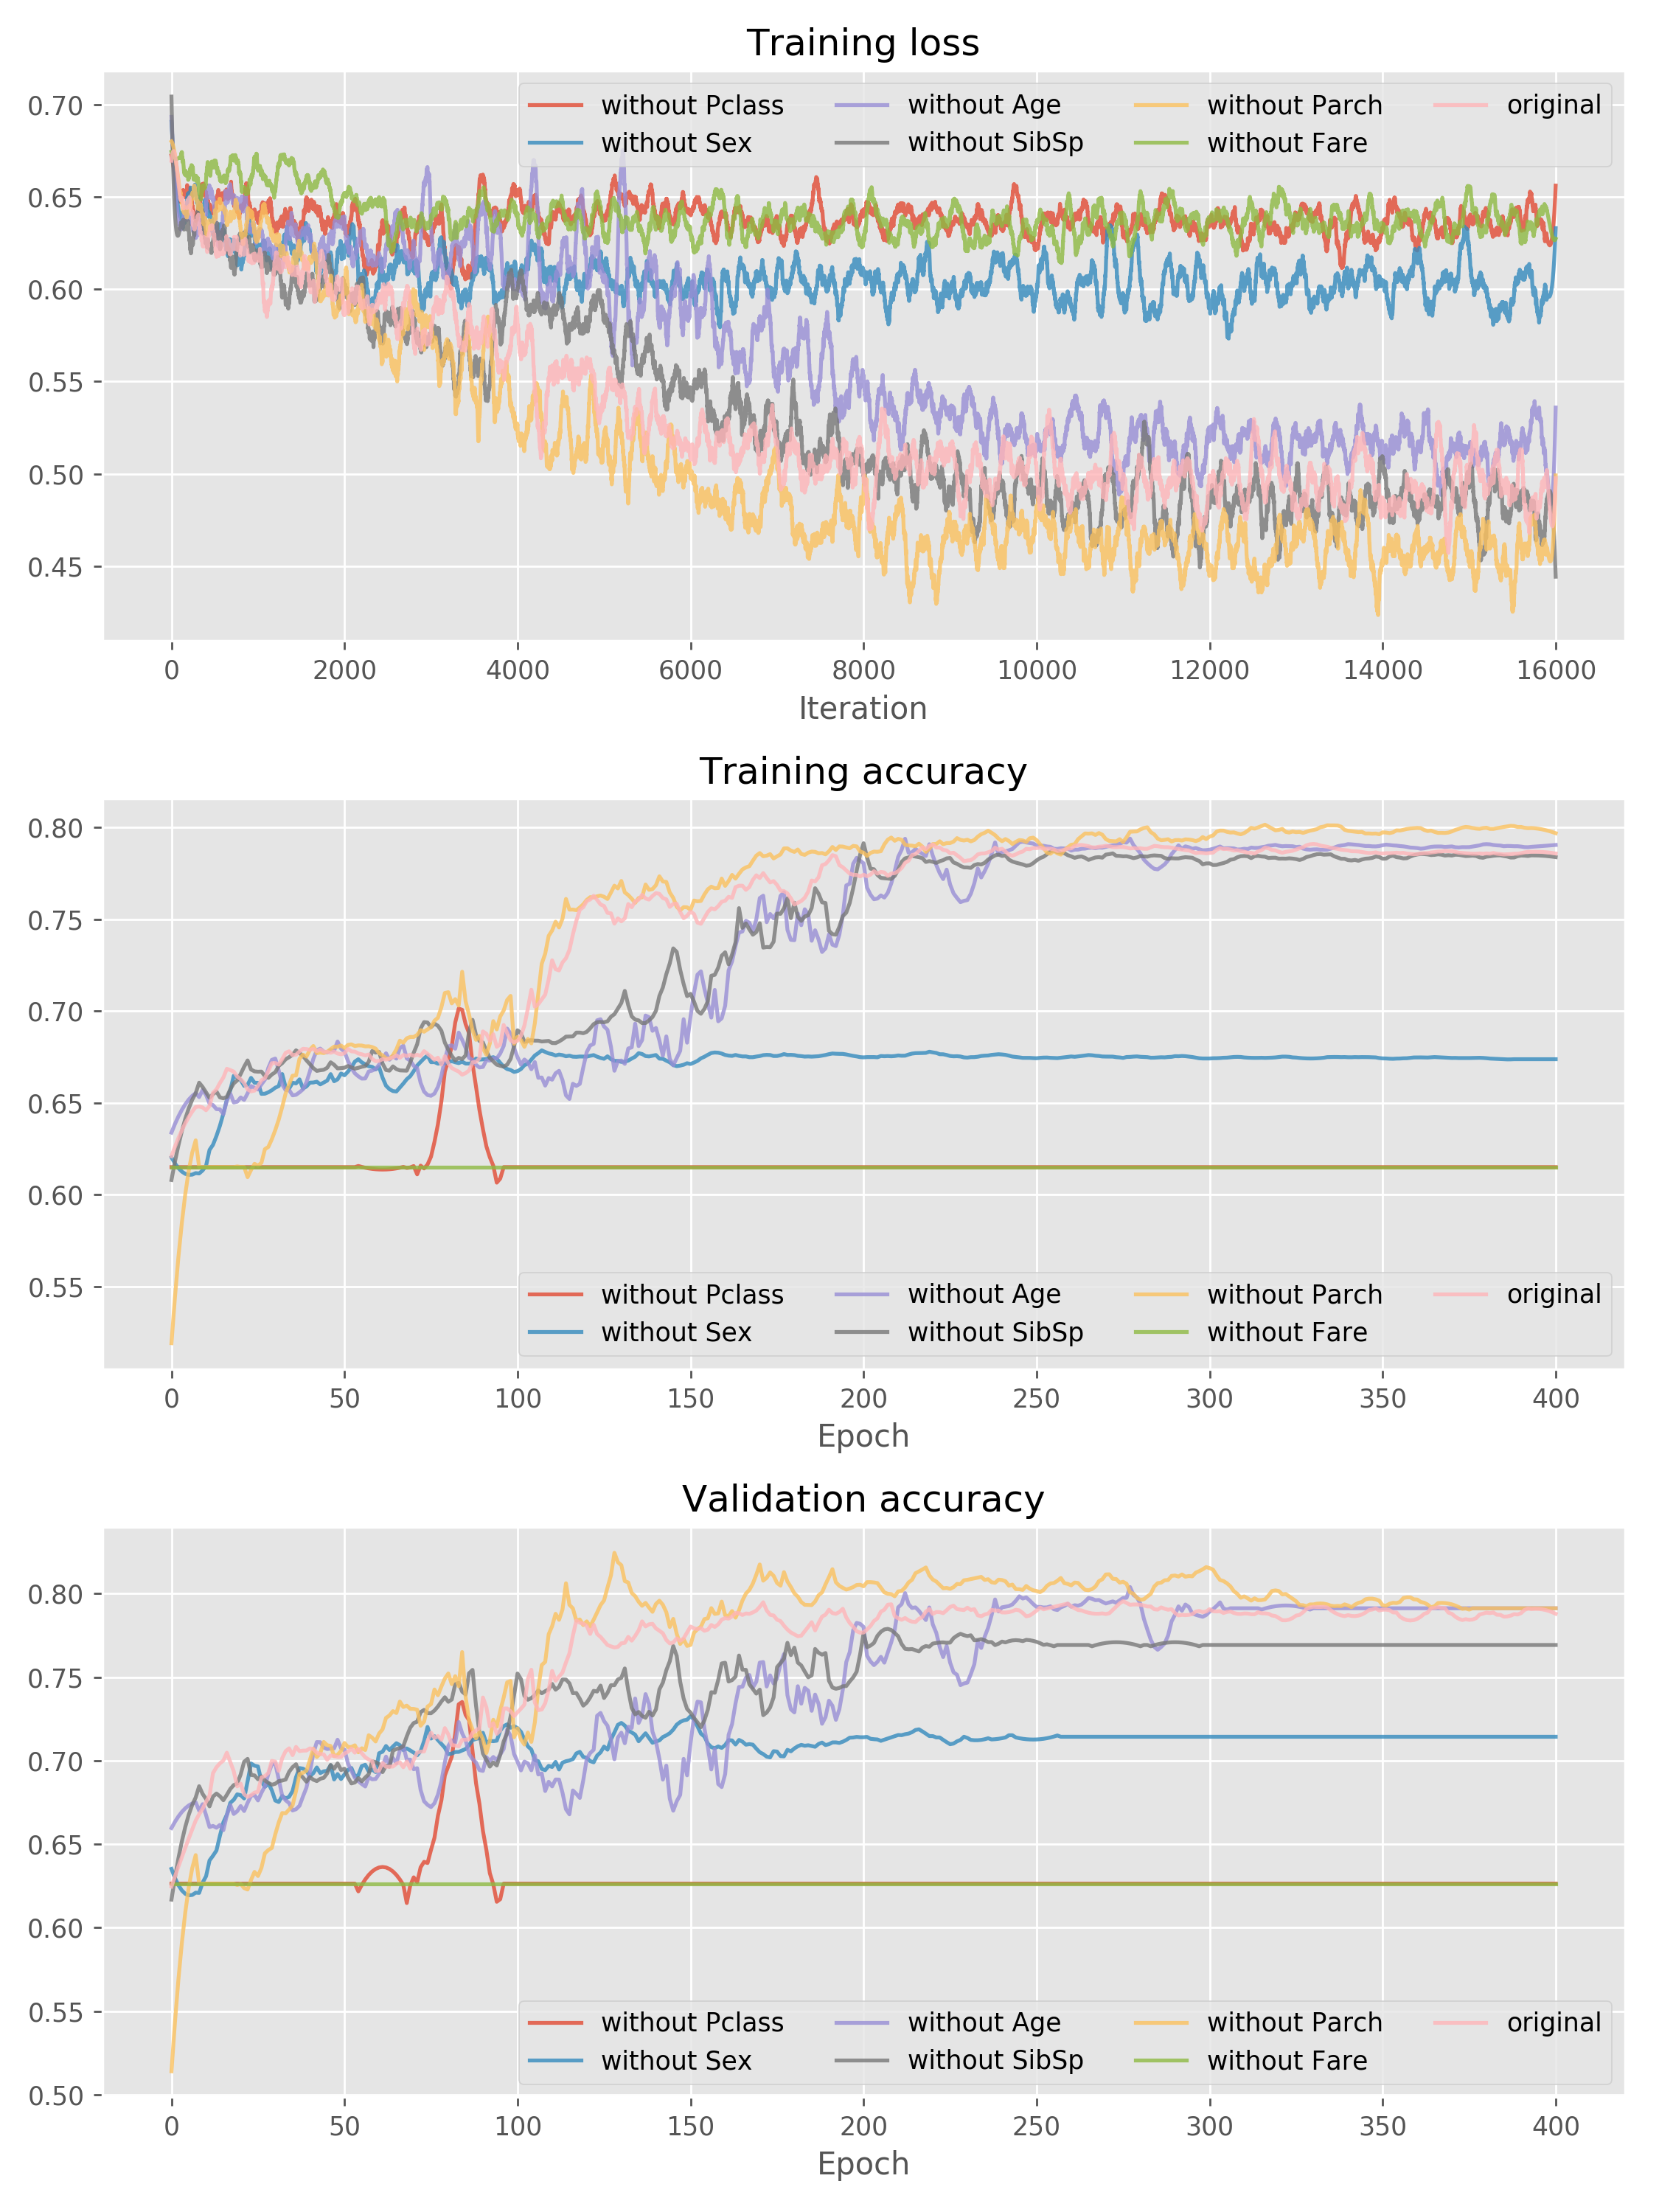 Training loss
without Pclass without Age without Parch original
without Sex without SibSp without Fare
0.70
0.65
0.60
0.55
0.50
0.45
0 2000 4000 6000 8000 10000 12000 14000 16000
Iteration
Training accuracy
0.80
0.75
0.70
0.65
0.60
0.55
without Pclass without Age without Parch original
without Sex without SibSp without Fare
0 50 100 150 200 250 300 350 400
Epoch
Validation accuracy
0.80
0.75
0.70
0.65
0.60
0.55
0.50
without Pclass without Age without Parch original
without Sex without SibSp without Fare
0 50 100 150 200 250 300 350 400
Epoch